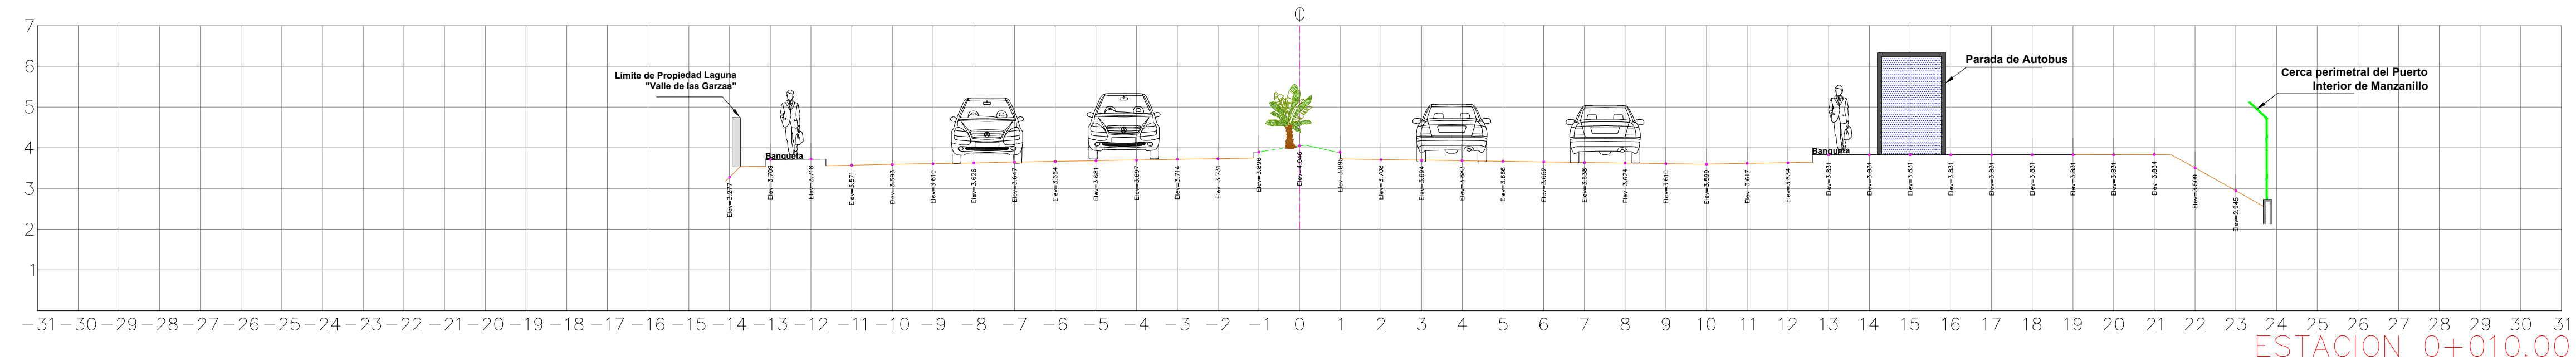 ℄
7
6
5
4
3
2
1
Límite de Propiedad Laguna
"Valle de las Garzas"
Parada de Autobus
Cerca perimetral del Puerto
Interior de Manzanillo
Banqueta
Banqueta
Elev=3.277
Elev=3.709
Elev=3.718
Elev=3.571
Elev=3.593
Elev=3.610
Elev=3.626
Elev=3.647
Elev=3.664
Elev=3.681
Elev=3.697
Elev=3.714
Elev=3.731
Elev=3.896
Elev=4.046
Elev=3.895
Elev=3.708
Elev=3.694
Elev=3.683
Elev=3.666
Elev=3.652
Elev=3.638
Elev=3.624
Elev=3.610
Elev=3.599
Elev=3.617
Elev=3.634
Elev=3.831
Elev=3.831
Elev=3.831
Elev=3.831
Elev=3.831
Elev=3.831
Elev=3.831
Elev=3.831
Elev=3.834
Elev=3.509
Elev=2.945
-31 -30 -29 -28 -27 -26 -25 -24 -23 -22 -21 -20 -19 -18 -17 -16 -15 -14 -13 -12 -11 -10 -9 -8 -7 -6 -5 -4 -3 -2 -1 0 1 2 3 4 5 6 7 8 9 10 11 12 13 14 15 16 17 18 19 20 21 22 23 24 25 26 27 28 29 30 31
ESTACION 0+010.00